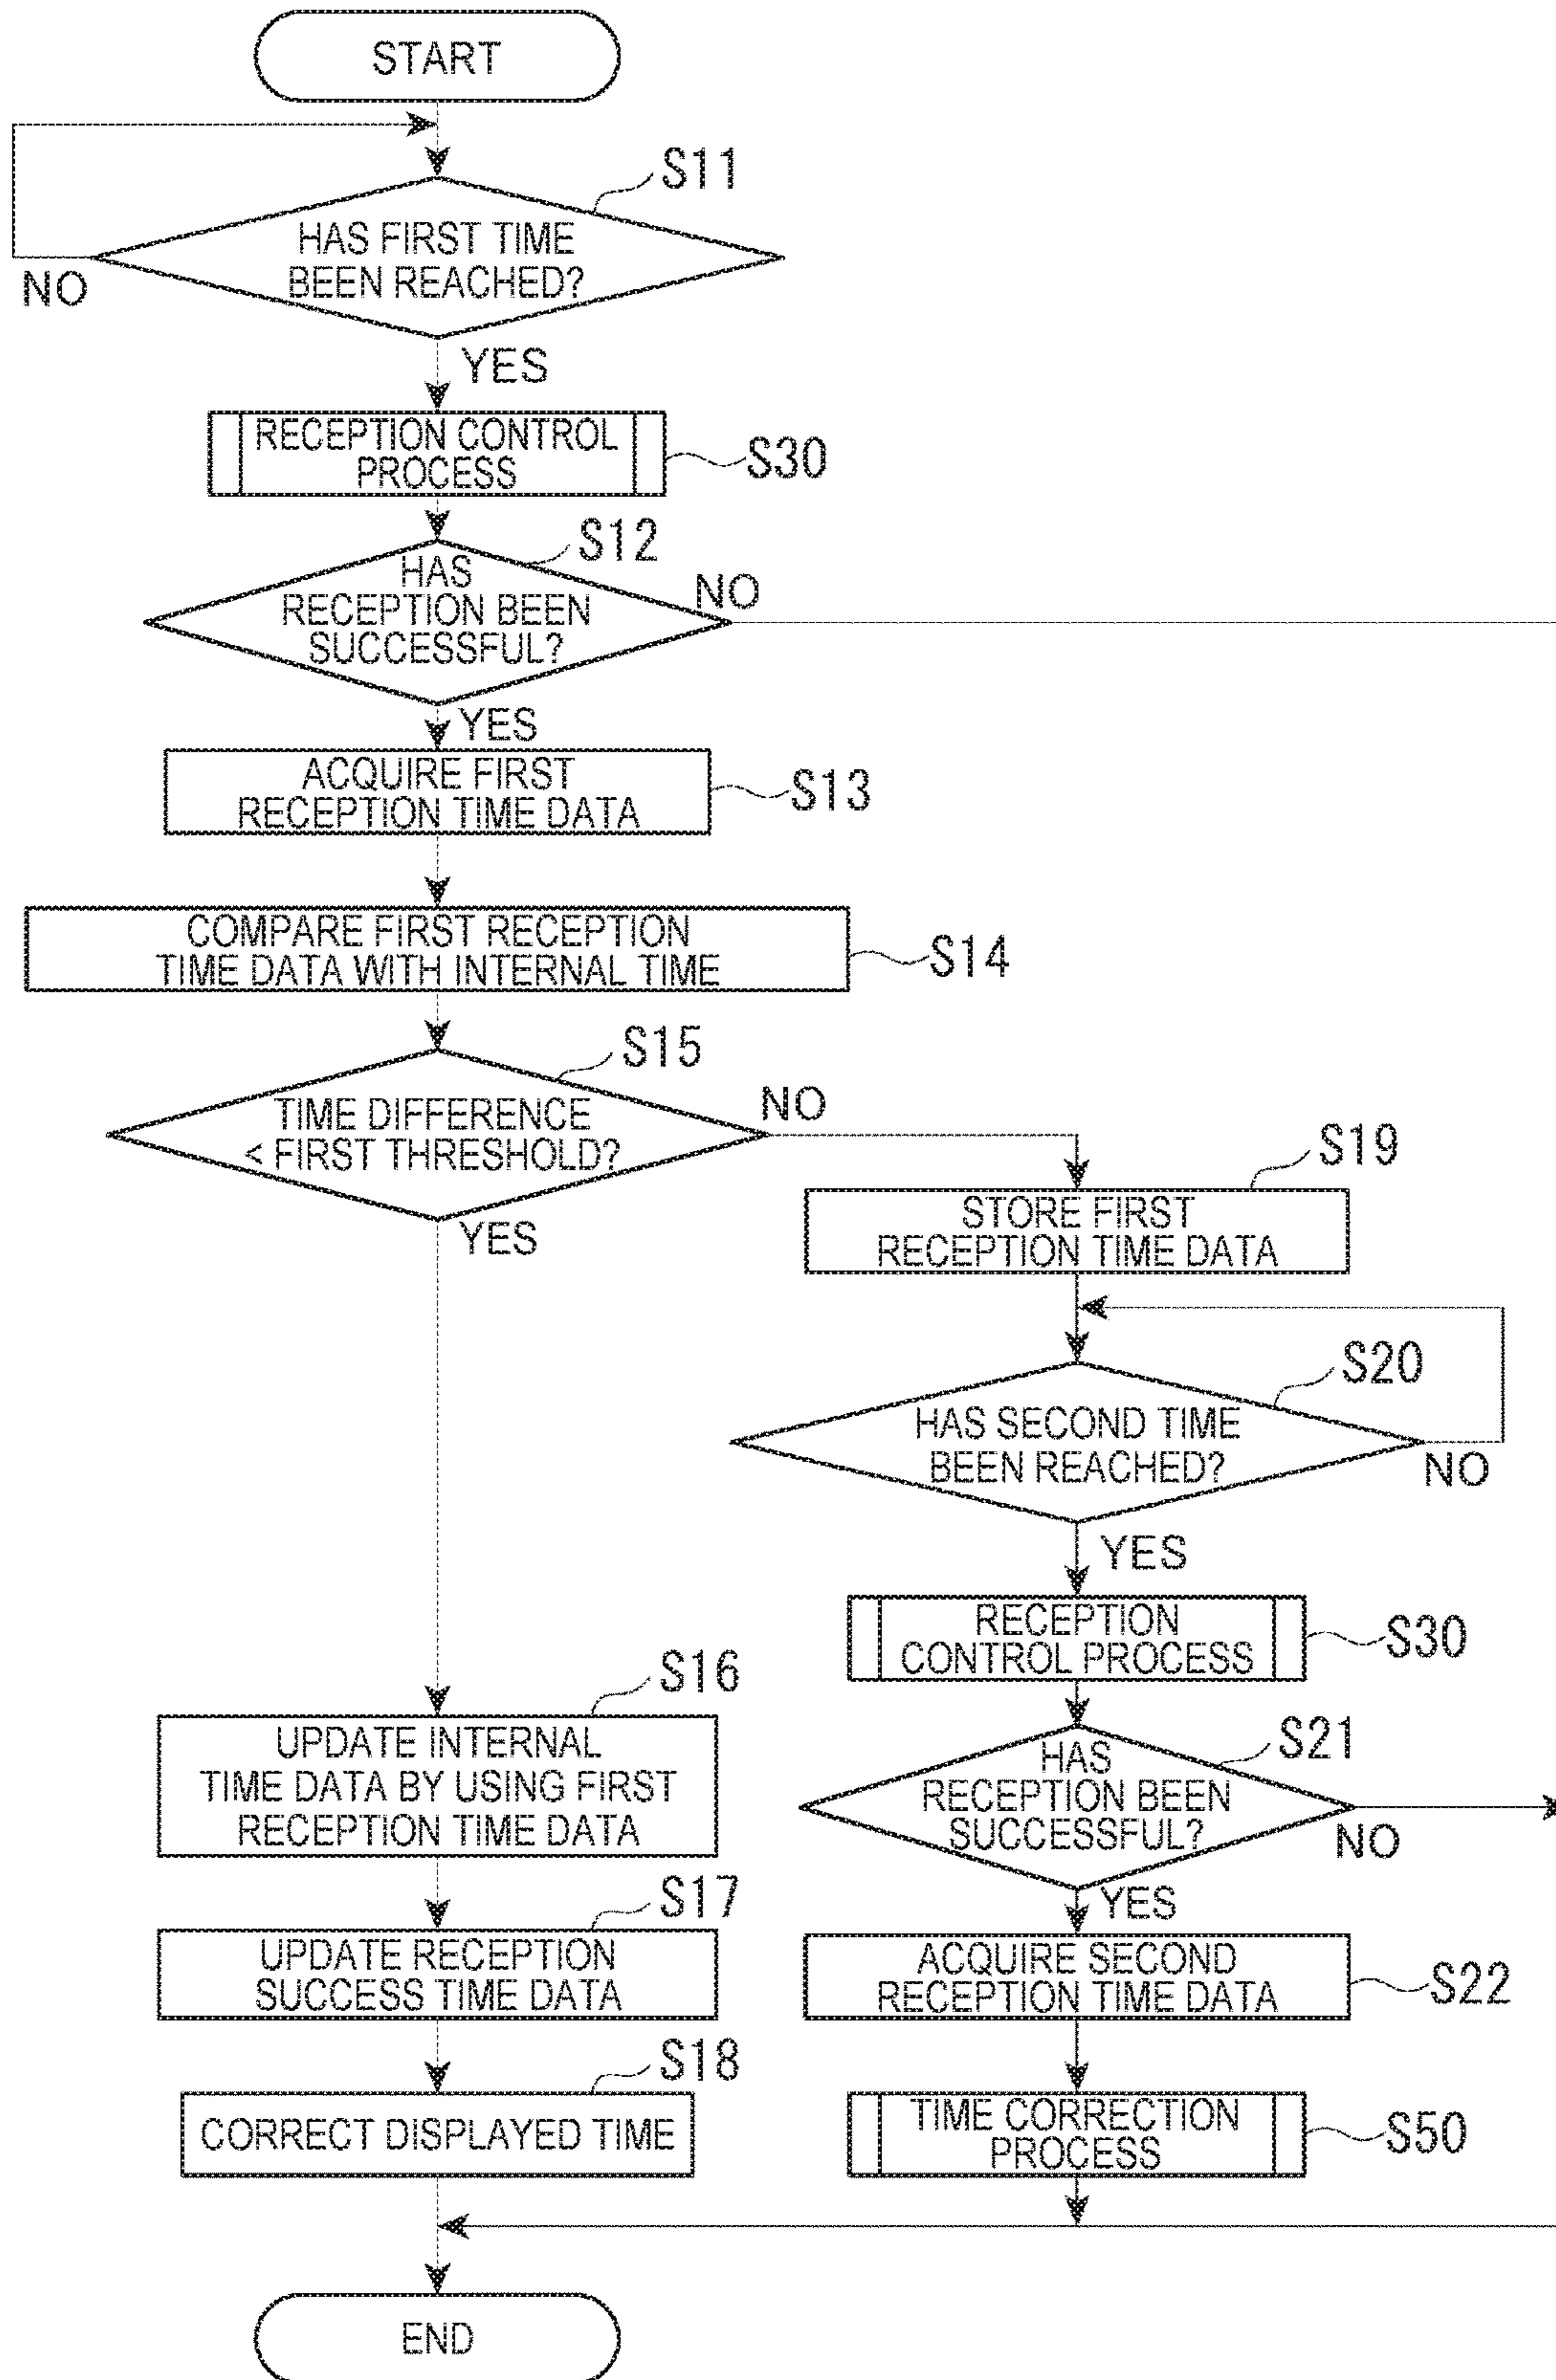 START
S11
HAS FIRST TIME
BEEN REACHED?
NO
YES
RECEPTION CONTROL
PROCESS
S30
S12
HAS
RECEPTION BEEN
SUCCESSFUL?
NO
YES
ACQUIRE FIRST
RECEPTION TIME DATA
S13
COMPARE FIRST RECEPTION
TIME DATA WITH INTERNAL TIME
S14
S15
TIME DIFFERENCE
< FIRST THRESHOLD?
NO
YES
S19
STORE FIRST
RECEPTION TIME DATA
S20
HAS SECOND TIME
BEEN REACHED?
NO
YES
RECEPTION
CONTROL PROCESS
S30
S16
UPDATE INTERNAL
TIME DATA BY USING FIRST
RECEPTION TIME DATA
S21
HAS
RECEPTION BEEN
SUCCESSFUL?
NO
YES
S17
UPDATE RECEPTION
SUCCESS TIME DATA
ACQUIRE SECOND
RECEPTION TIME DATA
S22
S18
CORRECT DISPLAYED TIME
TIME CORRECTION
PROCESS
S50
END